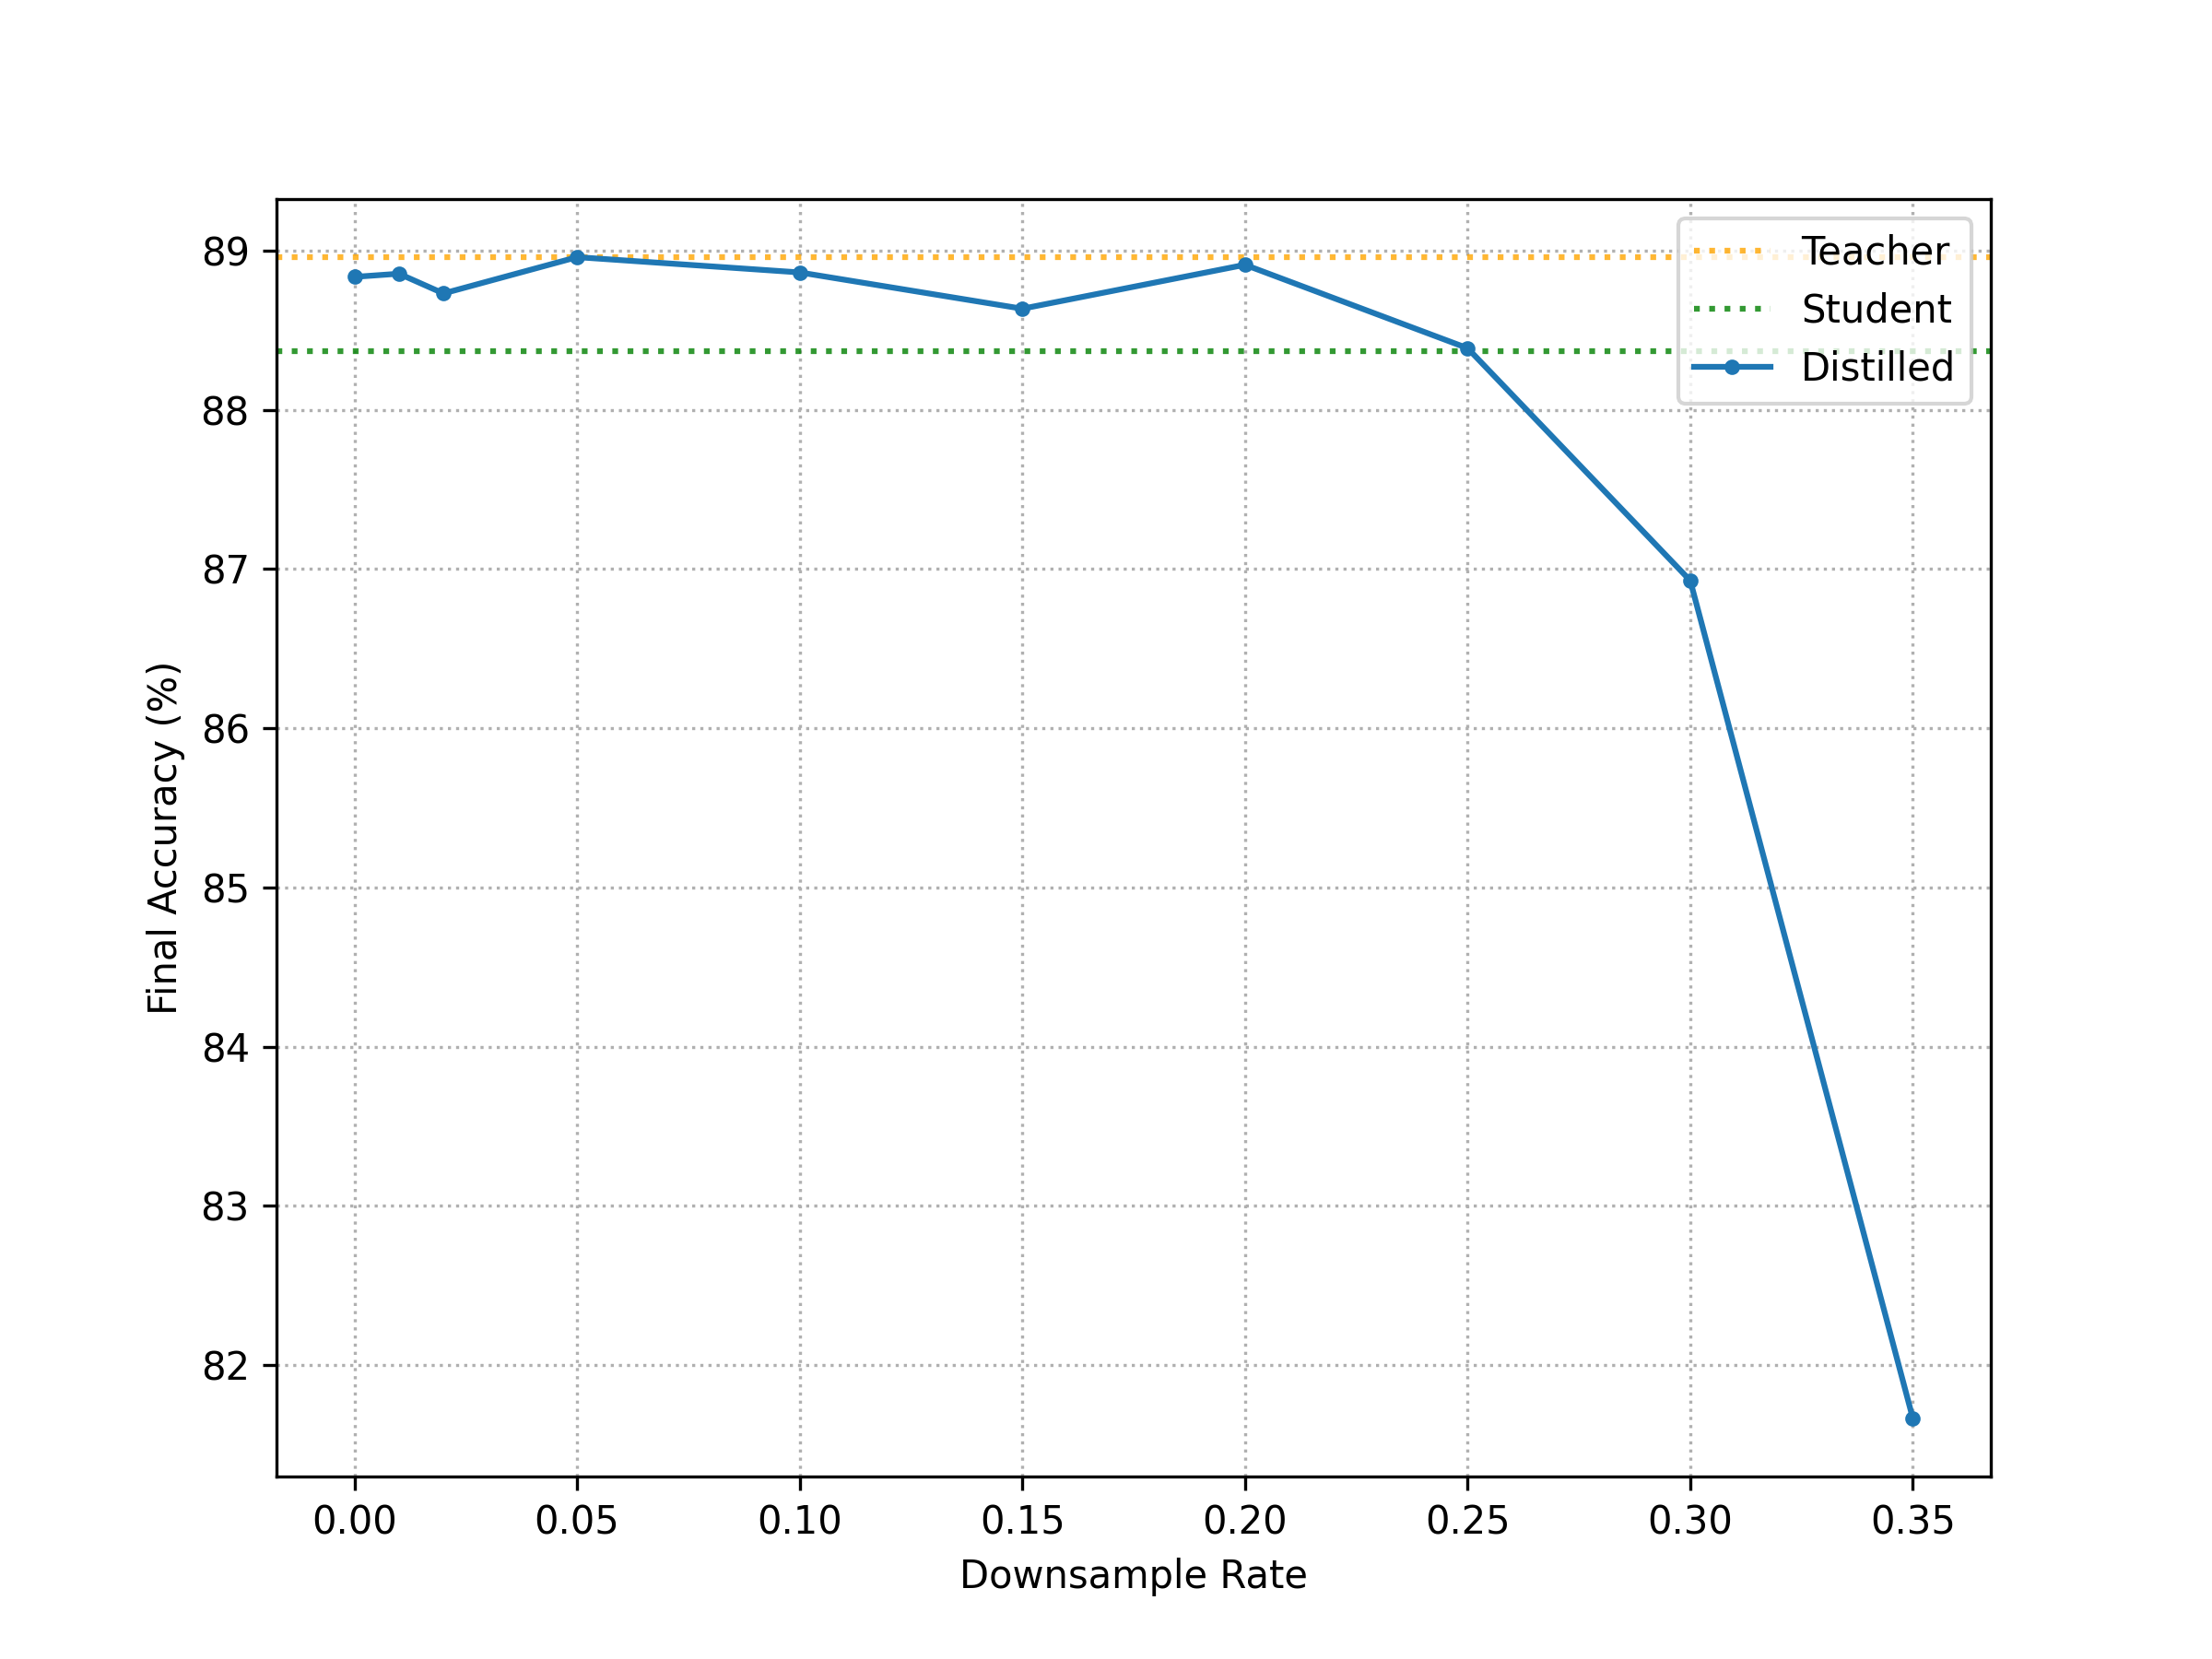 Teacher
Student
Distilled
89
88
87
86
85
84
83
82
Final Accuracy (%)
0.00 0.05 0.10 0.15 0.20 0.25 0.30 0.35
Downsample Rate